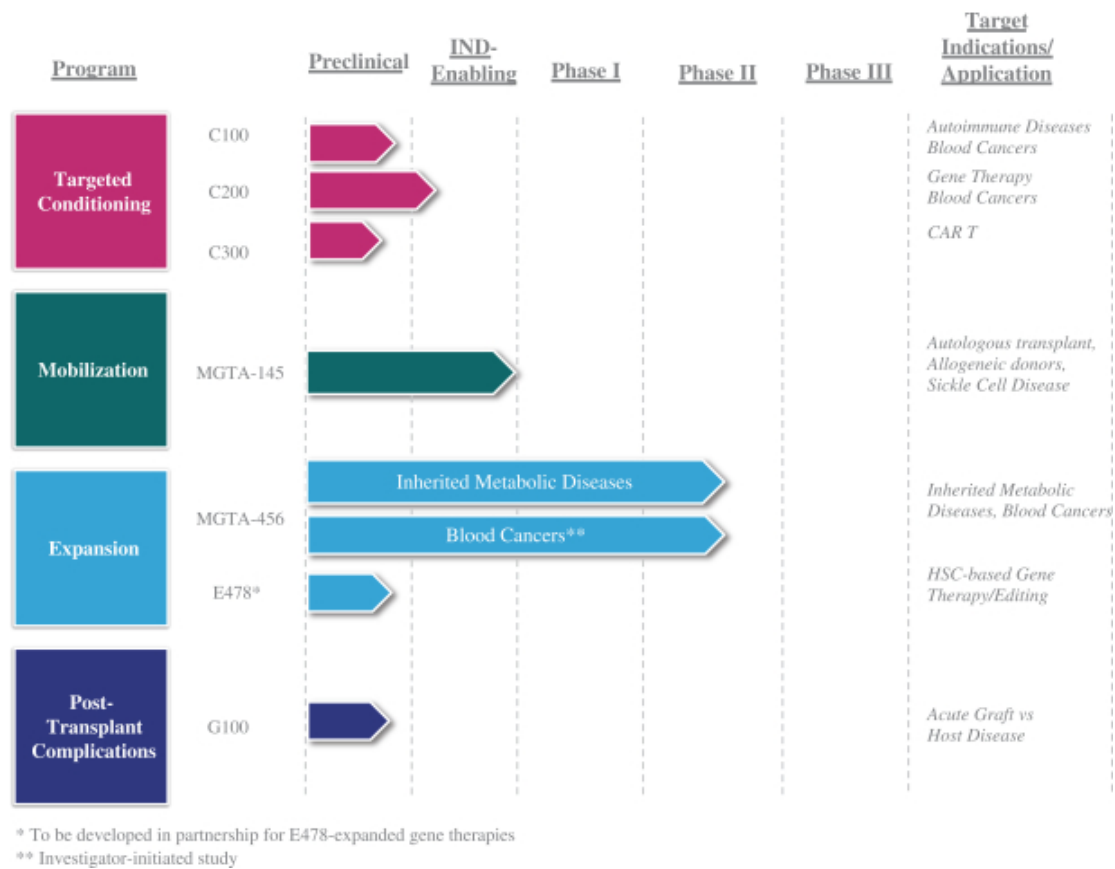 Program
Preclinical
IND-
Enabling
Phase I
Phase II
Phase III
Target
Indications/
Application
Targeted
Conditioning
C100
Autoimmune Diseases
Blood Cancers
C200
Gene Therapy
Blood Cancers
C300
CAR T
Mobilization
MGTA-145
Autologous transplant,
Allogeneic donors,
Sickle Cell Disease
Expansion
MGTA-456
Inherited Metabolic Diseases
Blood Cancers**
Inherited Metabolic
Diseases, Blood Cancers
E478*
HSC-based Gene
Therapy/Editing
Post-
Transplant
Complications
G100
Acute Graft vs
Host Disease
* To be developed in partnership for E478-expanded gene therapies
** Investigator-initiated study